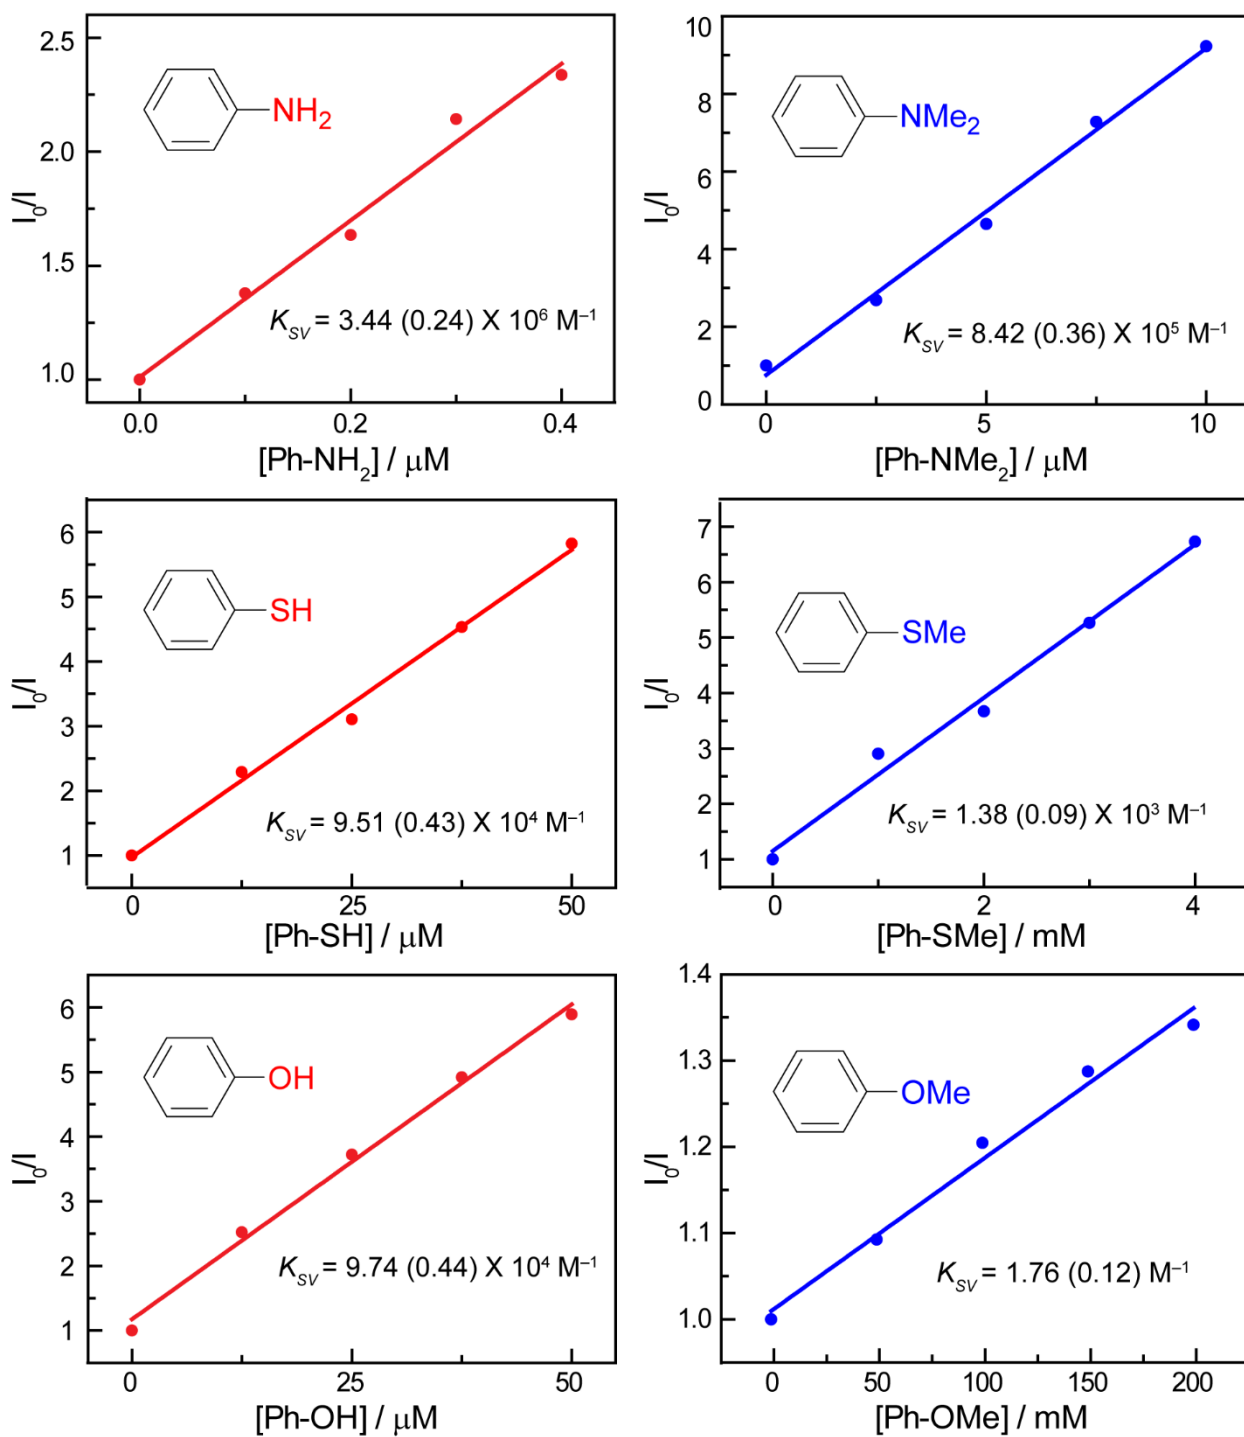 2.5
2.0
1.5
1.0
I₀/I
NH₂
K_SV = 3.44 (0.24) X 10⁶ M⁻¹
0.0 0.2 0.4
[Ph-NH₂] / μM
10
8
6
4
2
0
I₀/I
NMe₂
K_SV = 8.42 (0.36) X 10⁵ M⁻¹
0 5 10
[Ph-NMe₂] / μM
6
5
4
3
2
1
I₀/I
SH
K_SV = 9.51 (0.43) X 10⁴ M⁻¹
0 25 50
[Ph-SH] / μM
7
6
5
4
3
2
1
I₀/I
SMe
K_SV = 1.38 (0.09) X 10³ M⁻¹
0 2 4
[Ph-SMe] / mM
6
5
4
3
2
1
I₀/I
OH
K_SV = 9.74 (0.44) X 10⁴ M⁻¹
0 25 50
[Ph-OH] / μM
1.4
1.3
1.2
1.1
1.0
I₀/I
OMe
K_SV = 1.76 (0.12) M⁻¹
0 50 100 150 200
[Ph-OMe] / mM